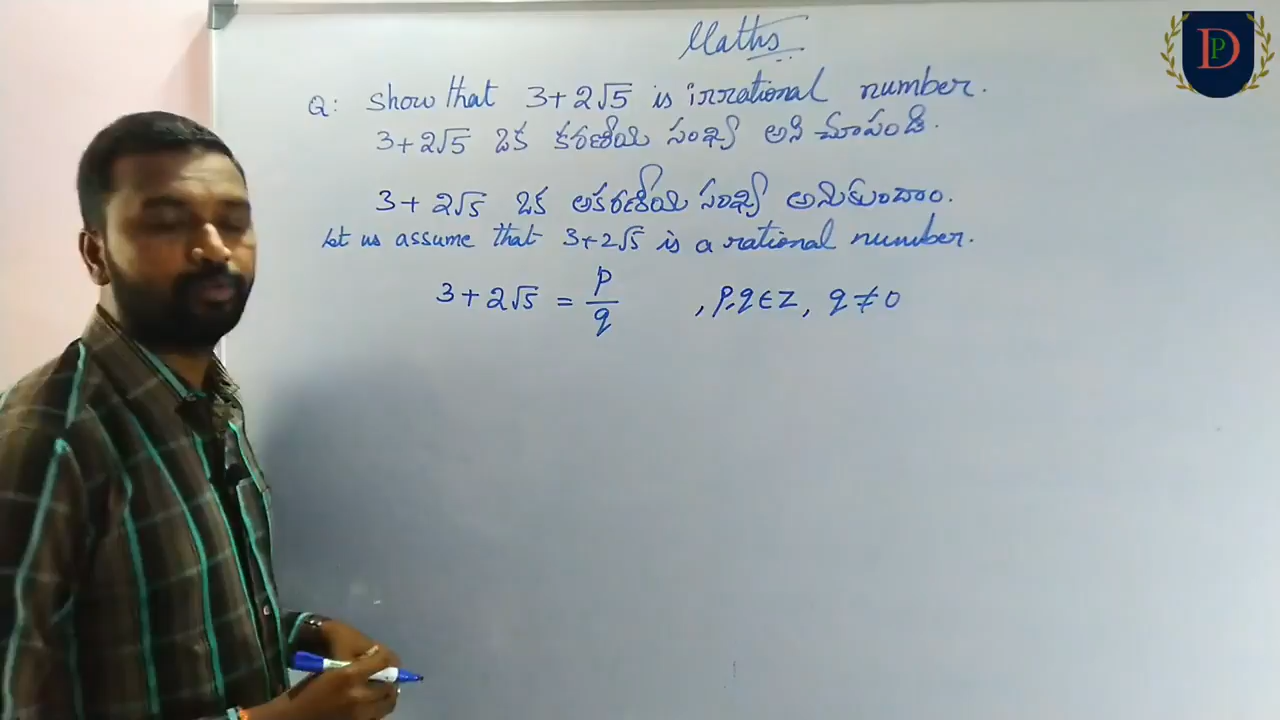 Maths
Q: show that 3+2√5 is irrational number.
3+2√5 ఒక కరణీయ సంఖ్య అని చూపండి.
3+2√5 ఒక అకరణీయ సంఖ్య అనుకుందాం.
Let us assume that 3+2√5 is a rational number.
3+2√5 = p/q , p,q∈Z, q≠0
DP